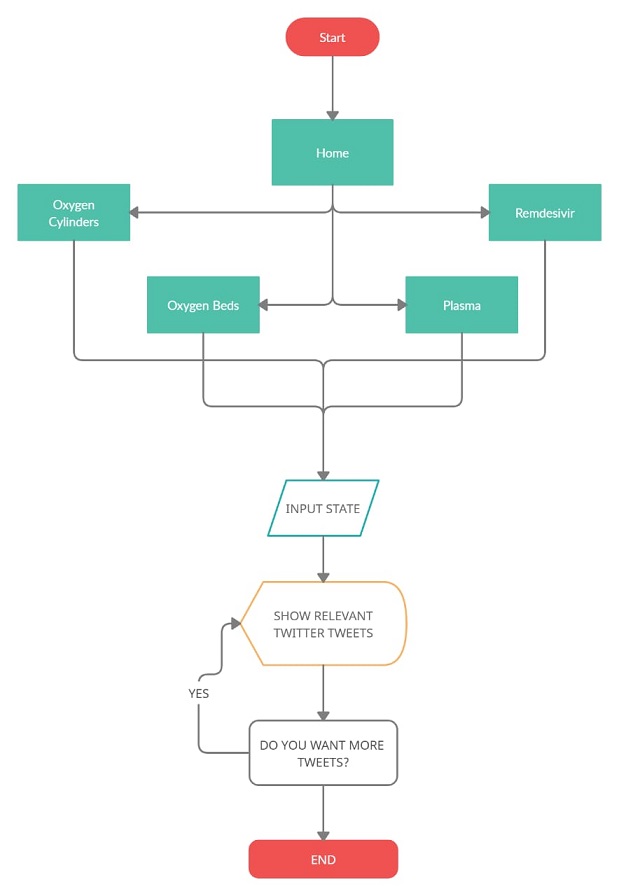 Start
Home
Oxygen
Cylinders
Remdesivir
Oxygen Beds
Plasma
INPUT STATE
SHOW RELEVANT
TWITTER TWEETS
YES
DO YOU WANT MORE
TWEETS?
END